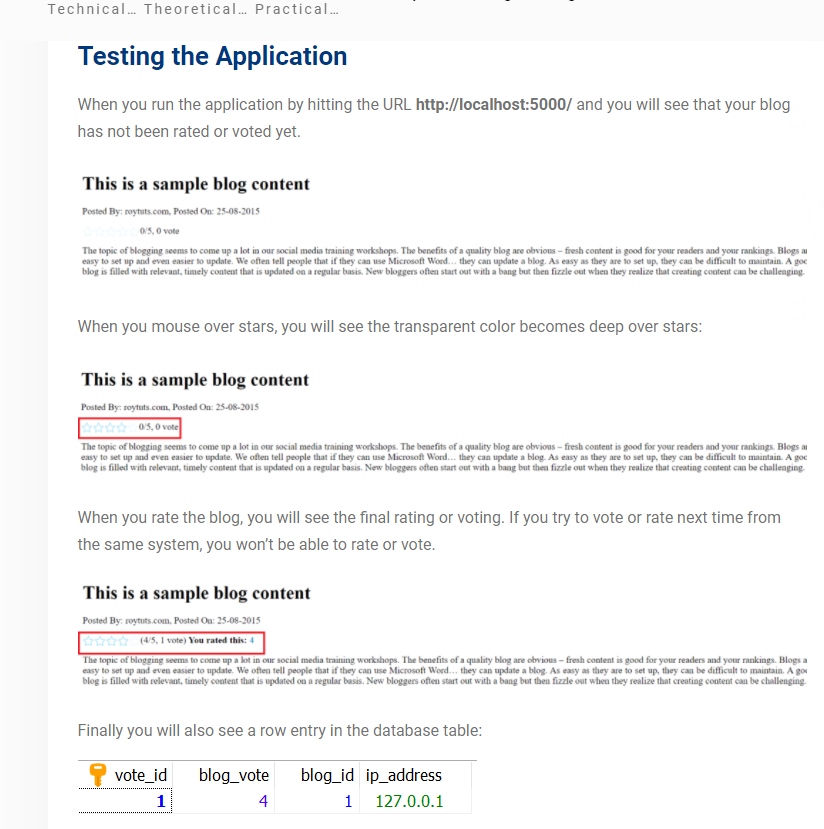 Technical… Theoretical… Practical…
Testing the Application
When you run the application by hitting the URL http://localhost:5000/ and you will see that your blog
has not been rated or voted yet.
This is a sample blog content
Posted By: roytuts.com, Posted On: 25-08-2015
0/5, 0 vote
The topic of blogging seems to come up a lot in our social media training workshops. The benefits of a quality blog are obvious – fresh content is good for your readers and your rankings. Blogs a
easy to set up and even easier to update. We often tell people that if they can use Microsoft Word… they can update a blog. As easy as they are to set up, they can be difficult to maintain. A goo
blog is filled with relevant, timely content that is updated on a regular basis. New bloggers often start out with a bang but then fizzle out when they realize that creating content can be challenging.
When you mouse over stars, you will see the transparent color becomes deep over stars:
This is a sample blog content
Posted By: roytuts.com, Posted On: 25-08-2015
0/5, 0 vote
The topic of blogging seems to come up a lot in our social media training workshops. The benefits of a quality blog are obvious – fresh content is good for your readers and your rankings. Blogs a
easy to set up and even easier to update. We often tell people that if they can use Microsoft Word… they can update a blog. As easy as they are to set up, they can be difficult to maintain. A goo
blog is filled with relevant, timely content that is updated on a regular basis. New bloggers often start out with a bang but then fizzle out when they realize that creating content can be challenging.
When you rate the blog, you will see the final rating or voting. If you try to vote or rate next time from
the same system, you won't be able to rate or vote.
This is a sample blog content
Posted By: roytuts.com, Posted On: 25-08-2015
(4/5, 1 vote) You rated this: 4
The topic of blogging seems to come up a lot in our social media training workshops. The benefits of a quality blog are obvious – fresh content is good for your readers and your rankings. Blogs a
easy to set up and even easier to update. We often tell people that if they can use Microsoft Word… they can update a blog. As easy as they are to set up, they can be difficult to maintain. A goo
blog is filled with relevant, timely content that is updated on a regular basis. New bloggers often start out with a bang but then fizzle out when they realize that creating content can be challenging.
Finally you will also see a row entry in the database table:
vote_id blog_vote blog_id ip_address
1 4 1 127.0.0.1